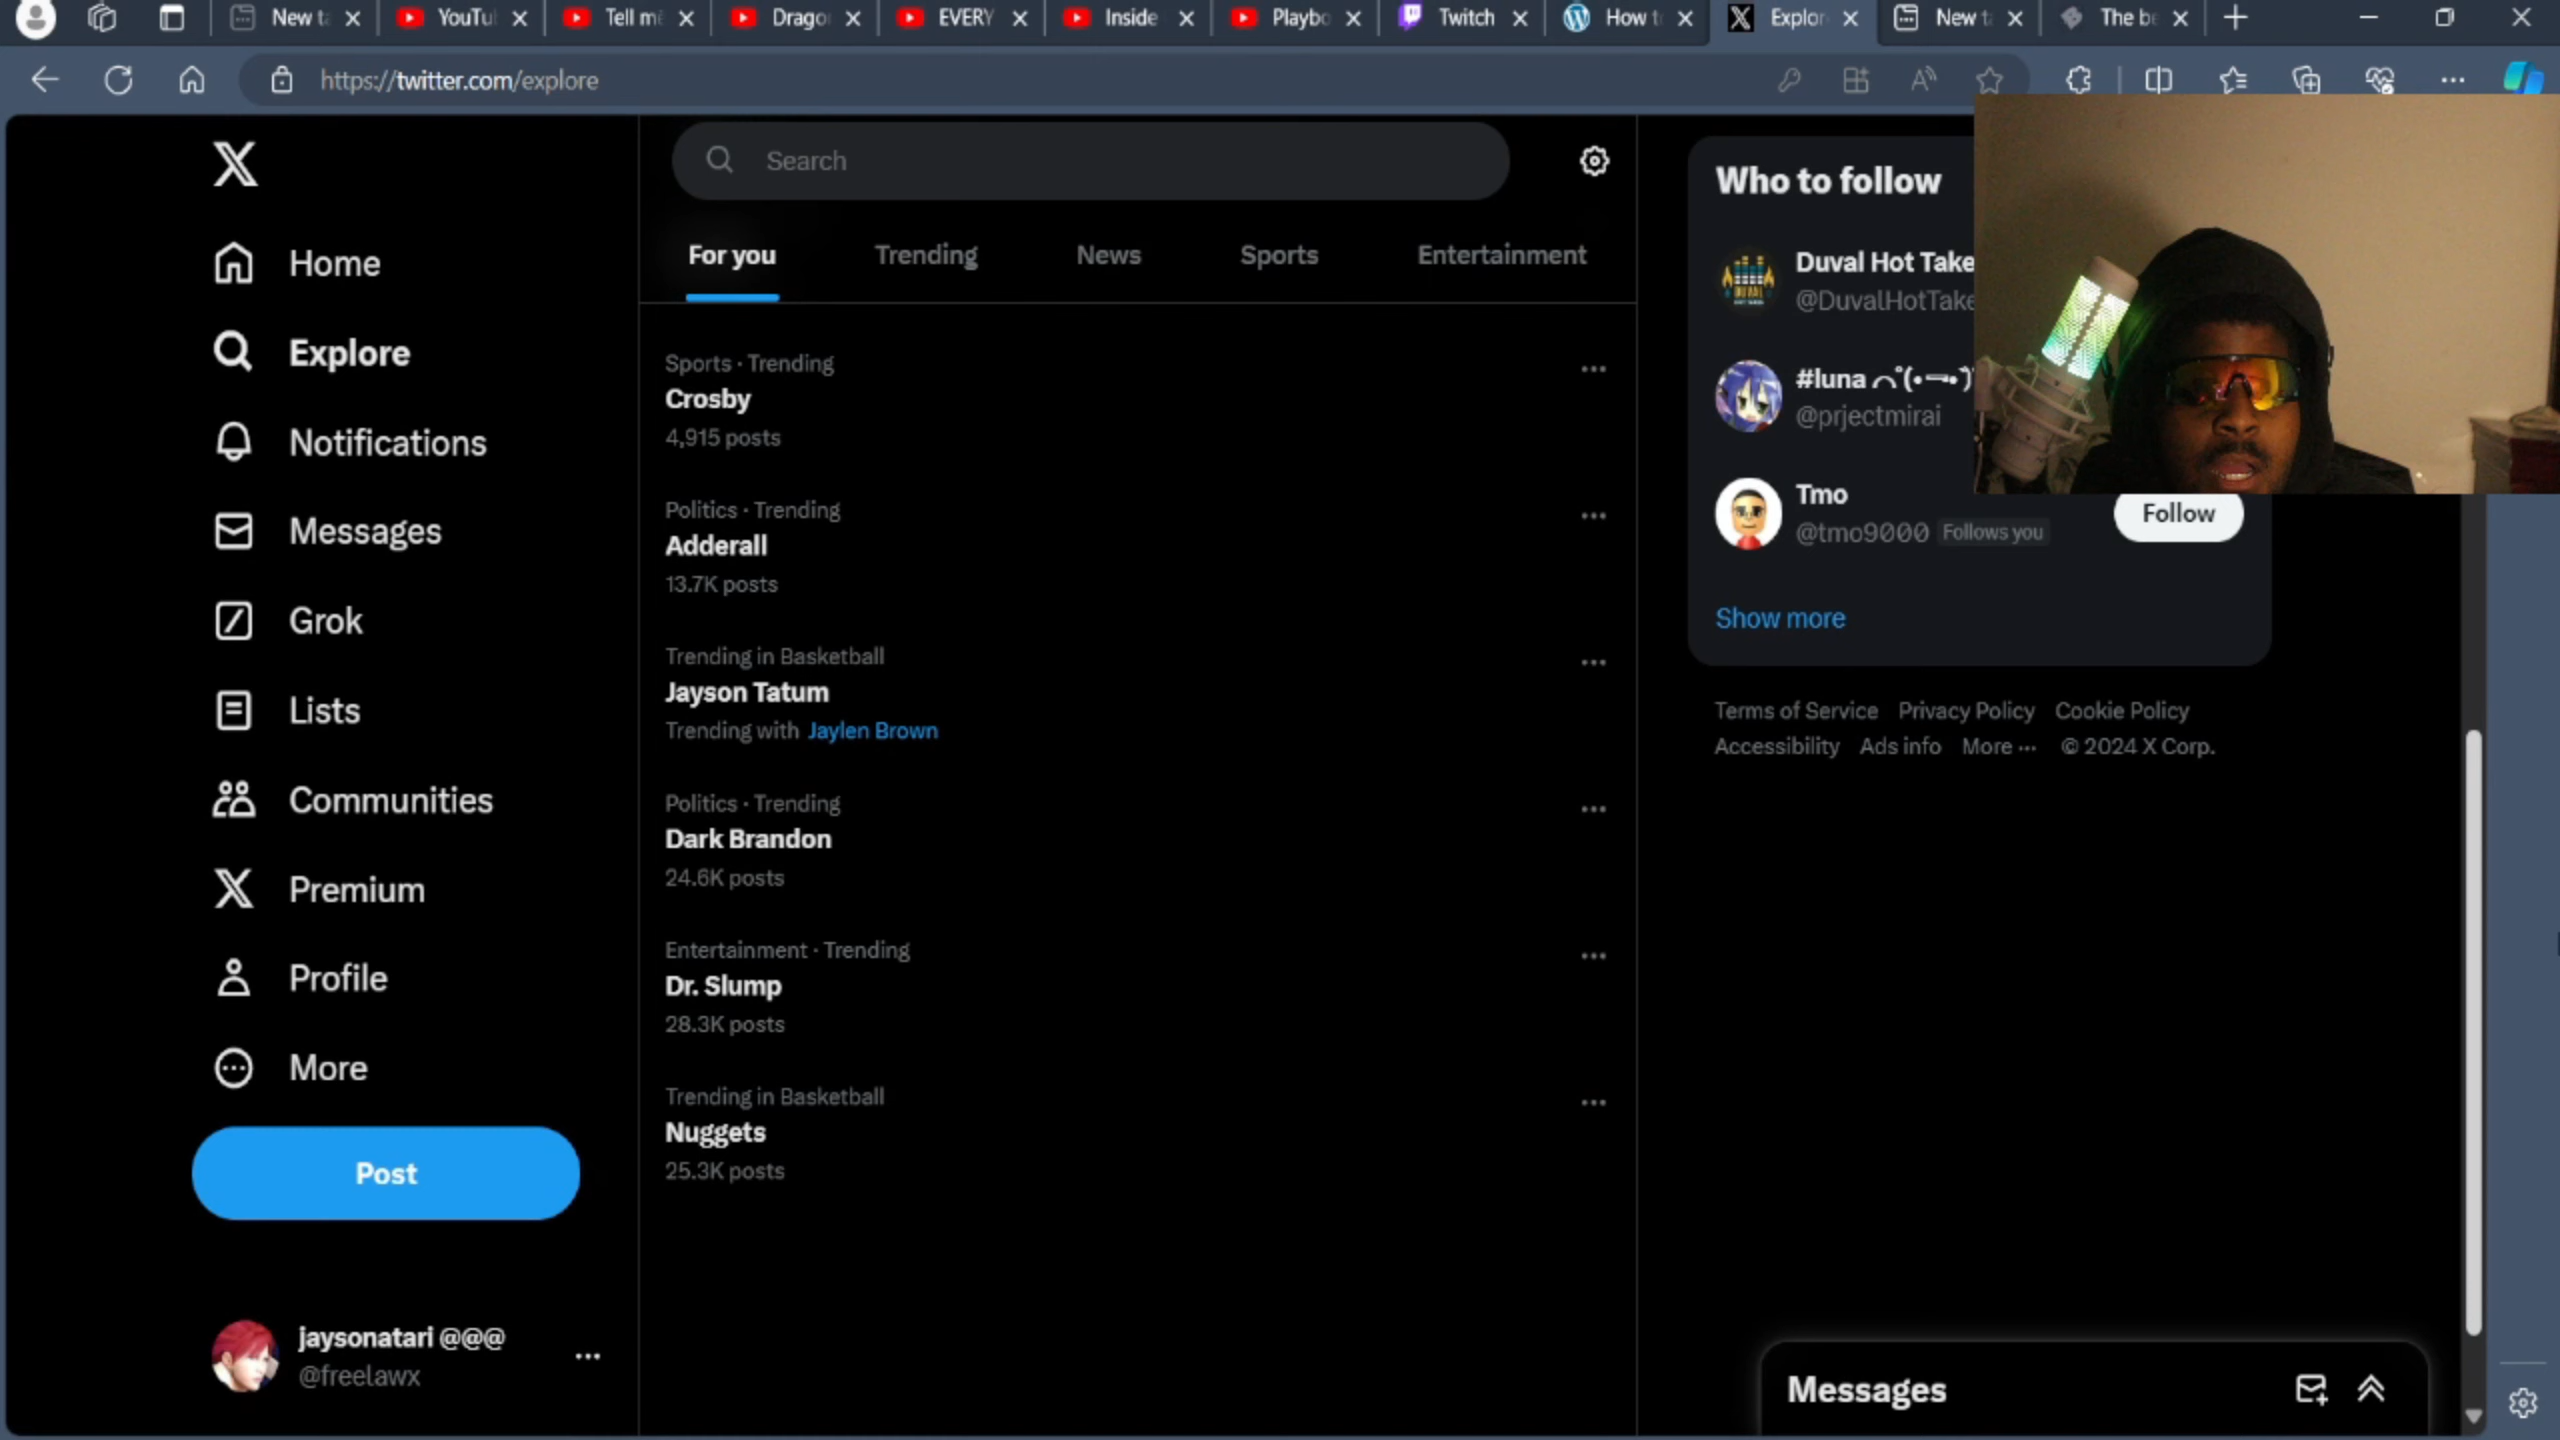 New ta
YouTu
Tell me
Drago
EVERY
Inside
Playbo
Twitch
How t
Explor
New ta
The be
https://twitter.com/explore
Home
Explore
Notifications
Messages
Grok
Lists
Communities
Premium
Profile
More
Post
jaysonatari @@@
@freelawx
Search
For you Trending News Sports Entertainment
Sports · Trending
Crosby
4,915 posts
Politics · Trending
Adderall
13.7K posts
Trending in Basketball
Jayson Tatum
Trending with Jaylen Brown
Politics · Trending
Dark Brandon
24.6K posts
Entertainment · Trending
Dr. Slump
28.3K posts
Trending in Basketball
Nuggets
25.3K posts
Who to follow
Duval Hot Take
@DuvalHotTake
#luna
@prjectmirai
Tmo
@tmo9000 Follows you
Follow
Show more
Terms of Service Privacy Policy Cookie Policy
Accessibility Ads info More ··· © 2024 X Corp.
Messages